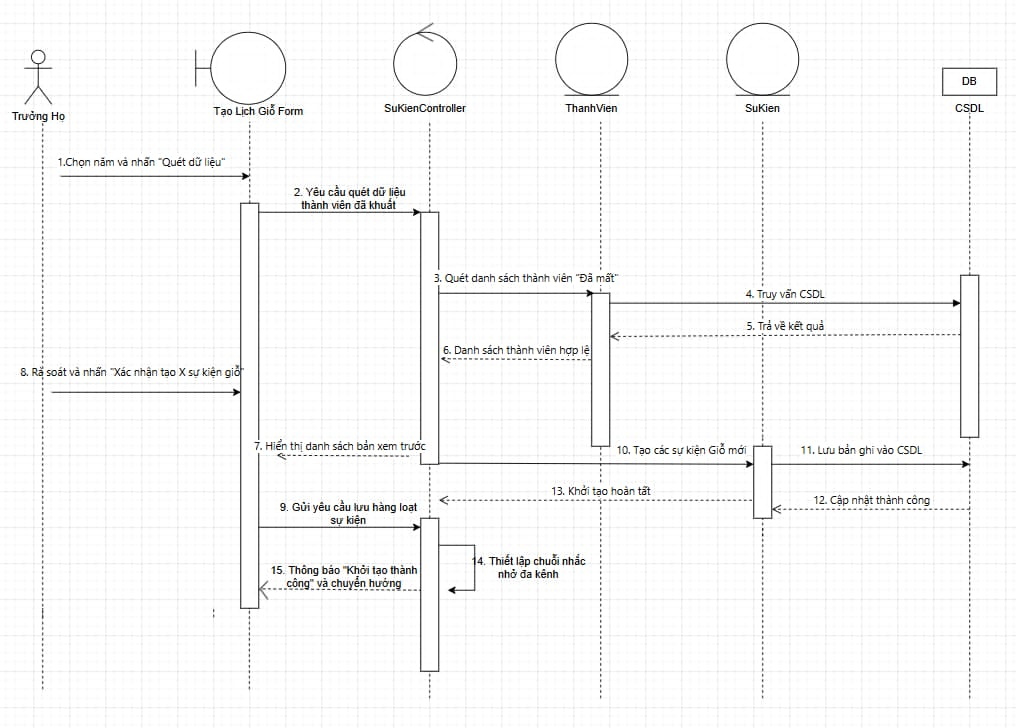 Trưởng Họ
Tạo Lịch Giỗ Form
SuKienController
ThanhVien
SuKien
DB
CSDL
1.Chọn năm và nhấn "Quét dữ liệu"
2. Yêu cầu quét dữ liệu
thành viên đã khuất
3. Quét danh sách thành viên "Đã mất"
4. Truy vấn CSDL
5. Trả về kết quả
6. Danh sách thành viên hợp lệ
8. Rà soát và nhấn "Xác nhận tạo X sự kiện giỗ"
7. Hiển thị danh sách bản xem trước
10. Tạo các sự kiện Giỗ mới
11. Lưu bản ghi vào CSDL
13. Khởi tạo hoàn tất
12. Cập nhật thành công
9. Gửi yêu cầu lưu hàng loạt
sự kiện
14. Thiết lập chuỗi nhắc
nhở đa kênh
15. Thông báo "Khởi tạo thành
công" và chuyển hướng